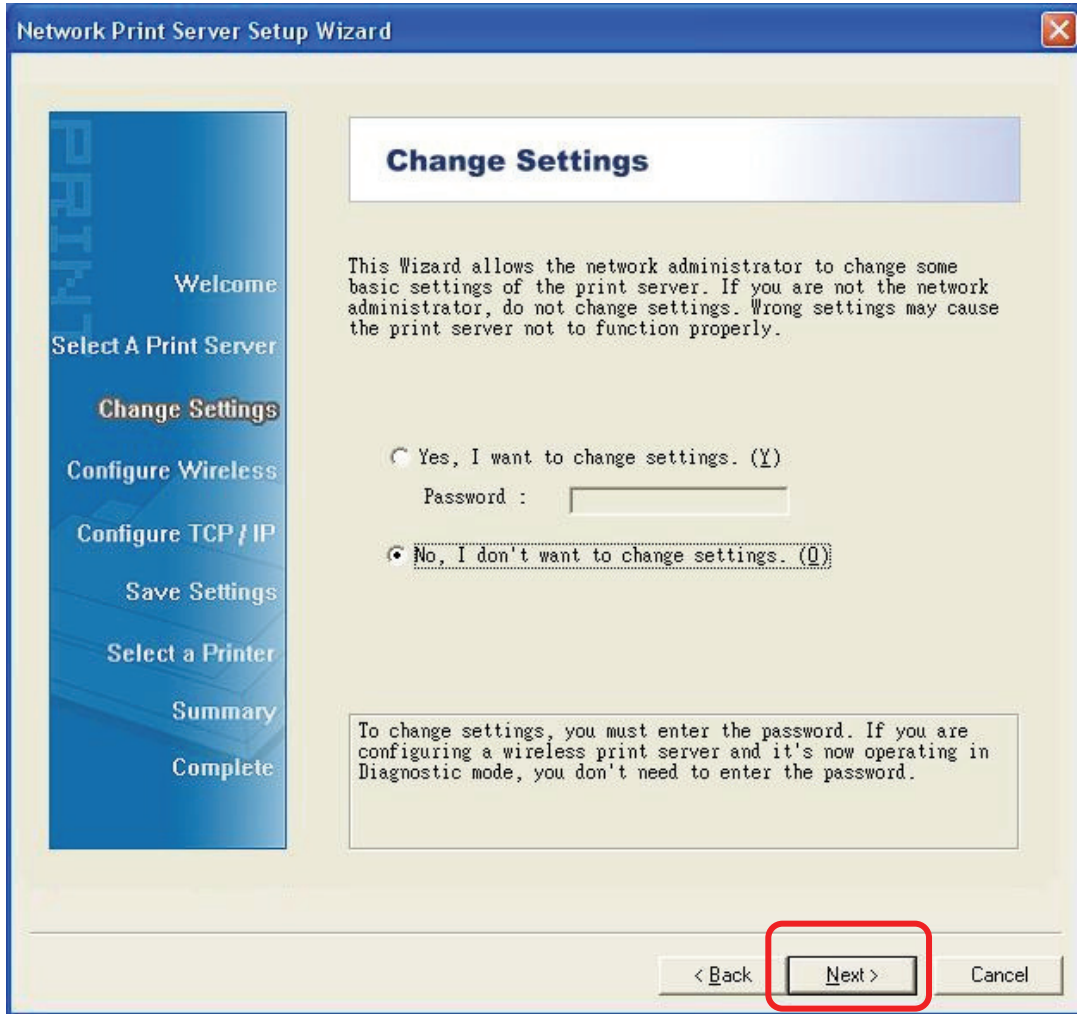 Network Print Server Setup Wizard
PRINT
Welcome
Select A Print Server
Change Settings
Configure Wireless
Configure TCP / IP
Save Settings
Select a Printer
Summary
Complete
Change Settings
This Wizard allows the network administrator to change some
basic settings of the print server. If you are not the network
administrator, do not change settings. Wrong settings may cause
the print server not to function properly.
Yes, I want to change settings. (Y)
Password :
No, I don't want to change settings. (O)
To change settings, you must enter the password. If you are
configuring a wireless print server and it's now operating in
Diagnostic mode, you don't need to enter the password.
< Back
Next >
Cancel